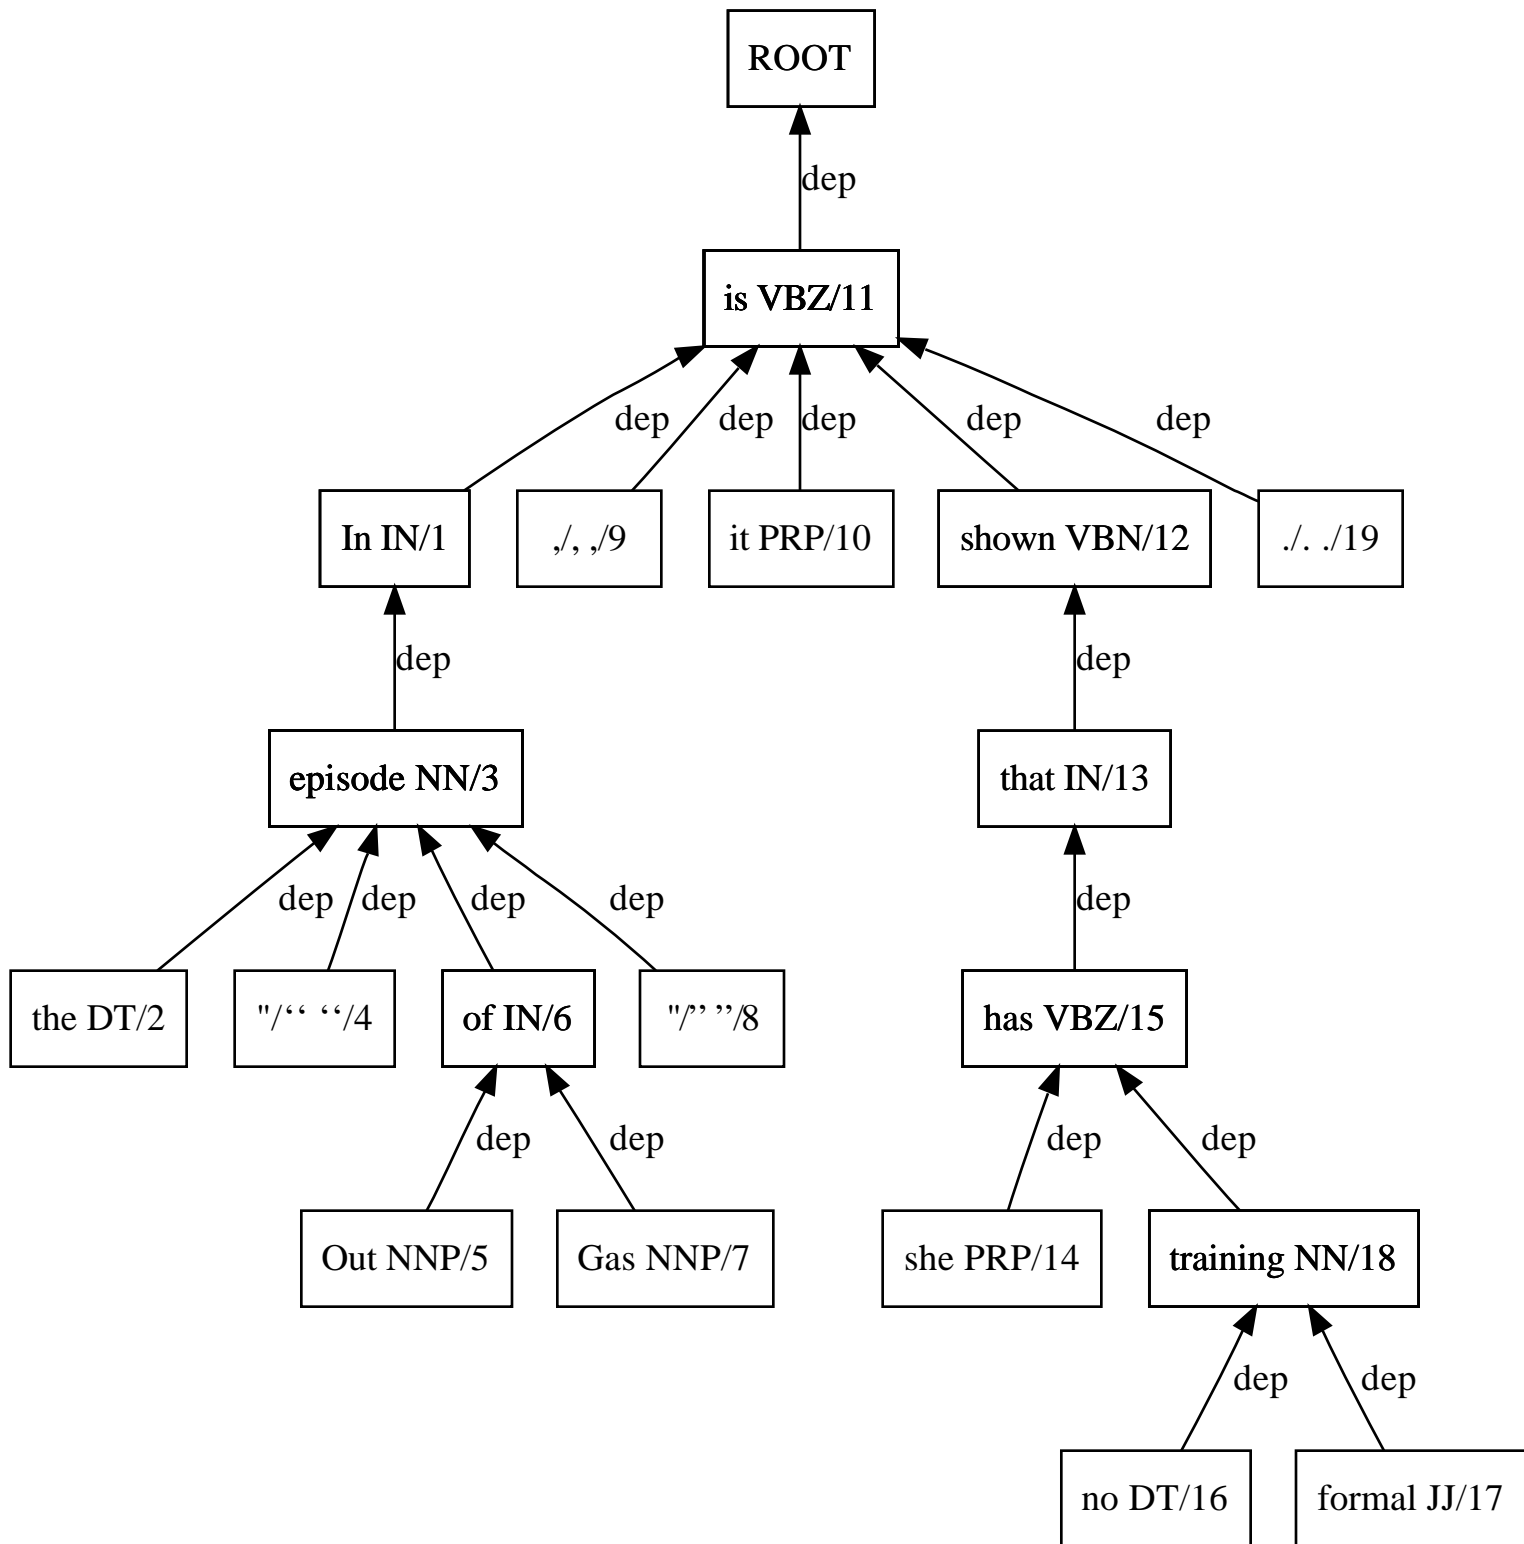 ROOT
dep
is VBZ/11
dep dep dep dep dep
In IN/1 ,/, ,/9 it PRP/10 shown VBN/12 ./. ./19
dep dep
episode NN/3 that IN/13
dep dep dep dep dep
the DT/2 "/‘‘ ‘‘/4 of IN/6 "/’’ ’’/8 has VBZ/15
dep dep dep dep
Out NNP/5 Gas NNP/7 she PRP/14 training NN/18
dep dep
no DT/16 formal JJ/17